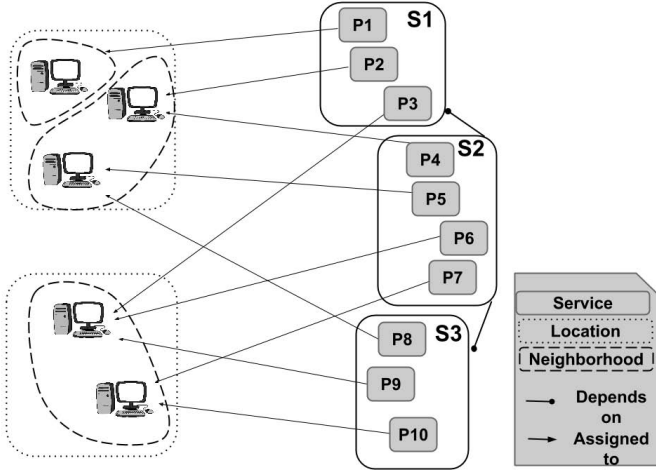 P1
S1
P2
P3
S2
P4
P5
P6
P7
S3
P8
P9
P10
Service
Location
Neighborhood
Depends
on
Assigned
to